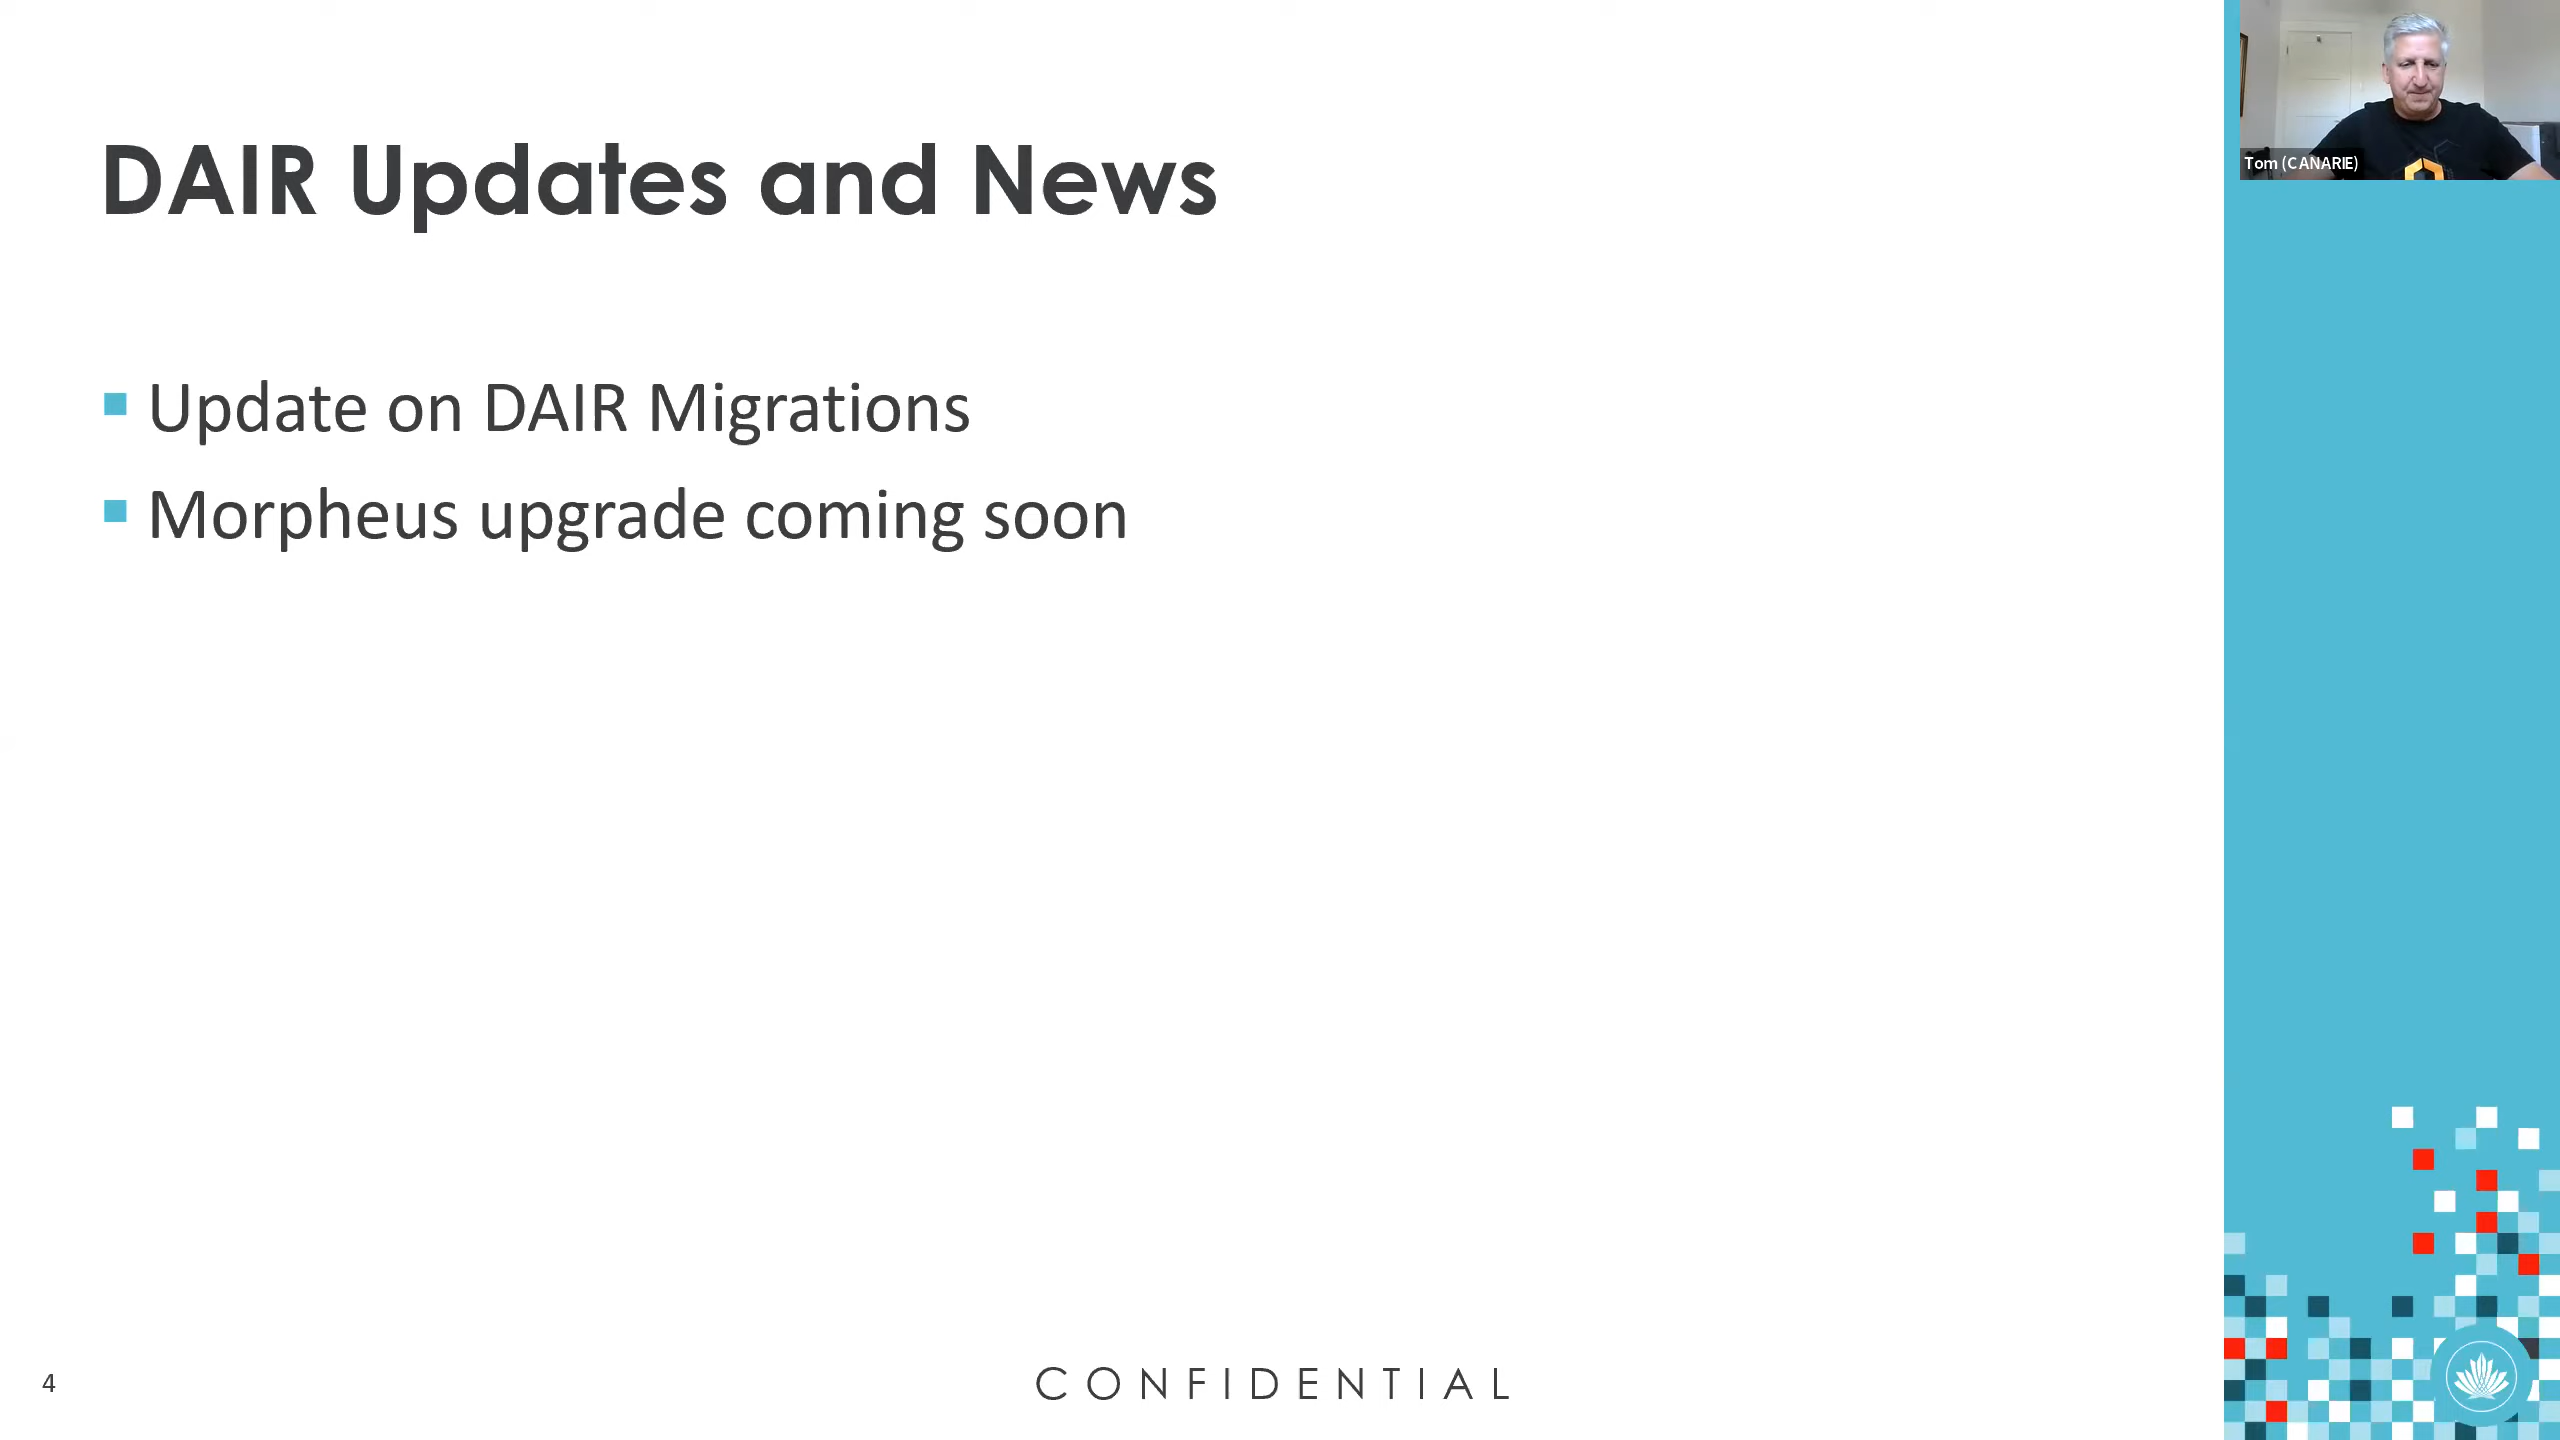 DAIR Updates and News
Tom (CANARIE)
Update on DAIR Migrations
Morpheus upgrade coming soon
4
CONFIDENTIAL